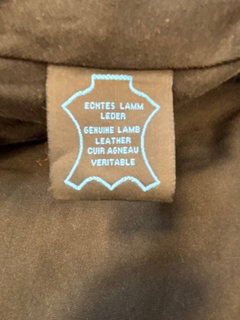 ECHTES LAMM
LEDER
GENUINE LAMB
LEATHER
CUIR AGNEAU
VERITABLE